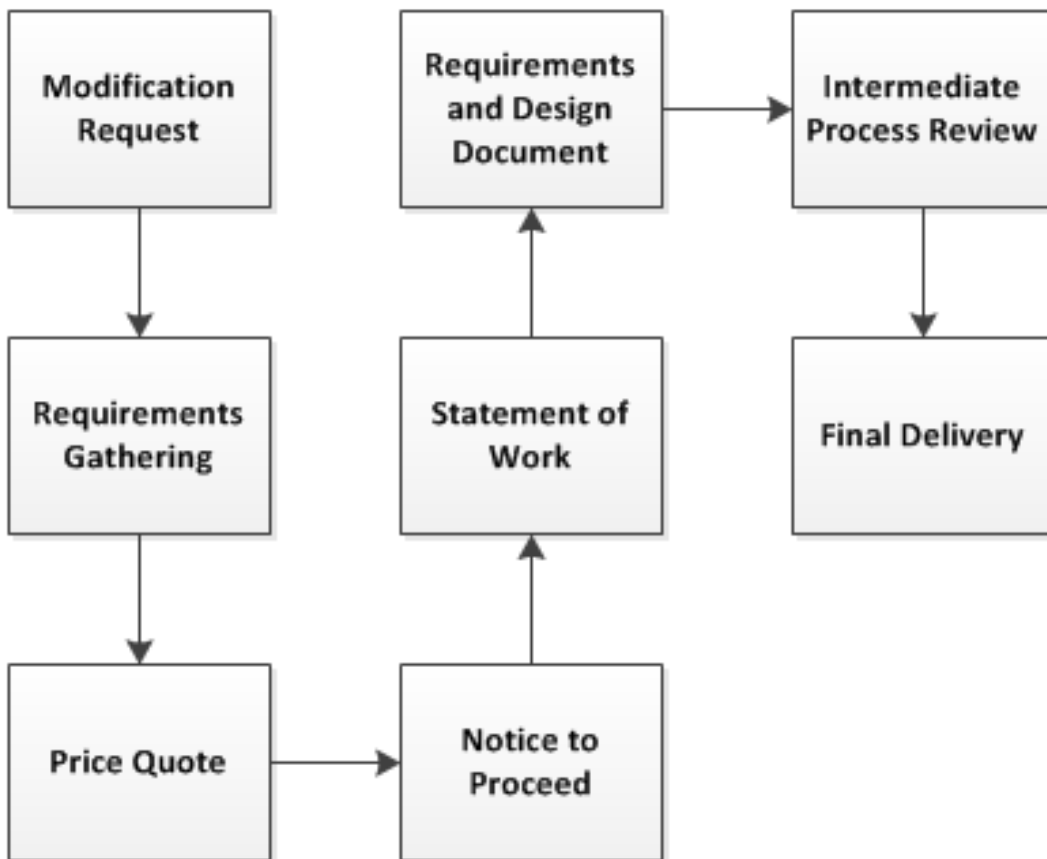 Modification
Request
Requirements
Gathering
Price Quote
Notice to
Proceed
Statement of
Work
Requirements
and Design
Document
Intermediate
Process Review
Final Delivery